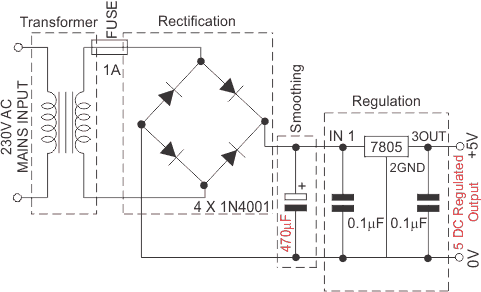 Transformer
FUSE
Rectification
1A
230V AC
MAINS INPUT
4 X 1N4001
Smoothing
+
470µF
Regulation
IN 1
7805
3OUT
2GND
0.1µF
0.1µF
+5V
5 DC Regulated
Output
0V